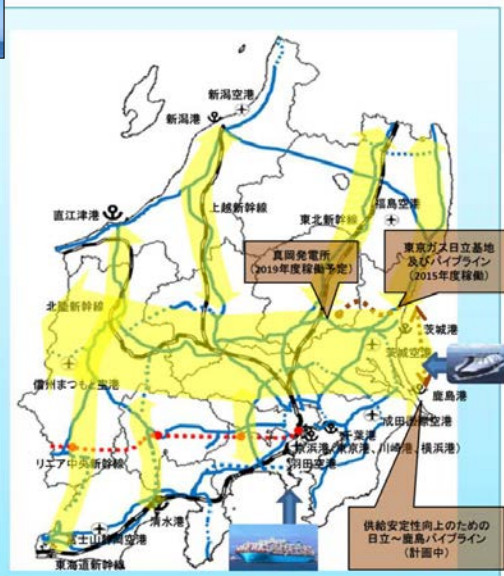 新潟空港
新潟港
直江津港
上越新幹線
福島空港
東北新幹線
真岡発電所
(2019年度稼働予定)
東京ガス日立基地
及びパイプライン
(2015年度稼働)
北陸新幹線
茨城港
茨城空港
信州まつもと空港
鹿島港
成田国際空港
千葉港
京浜港(東京港、川崎港、横浜港)
羽田空港
リニア中央新幹線
清水港
富士山静岡空港
東海道新幹線
供給安定性向上のための
日立～鹿島パイプライン
(計画中)